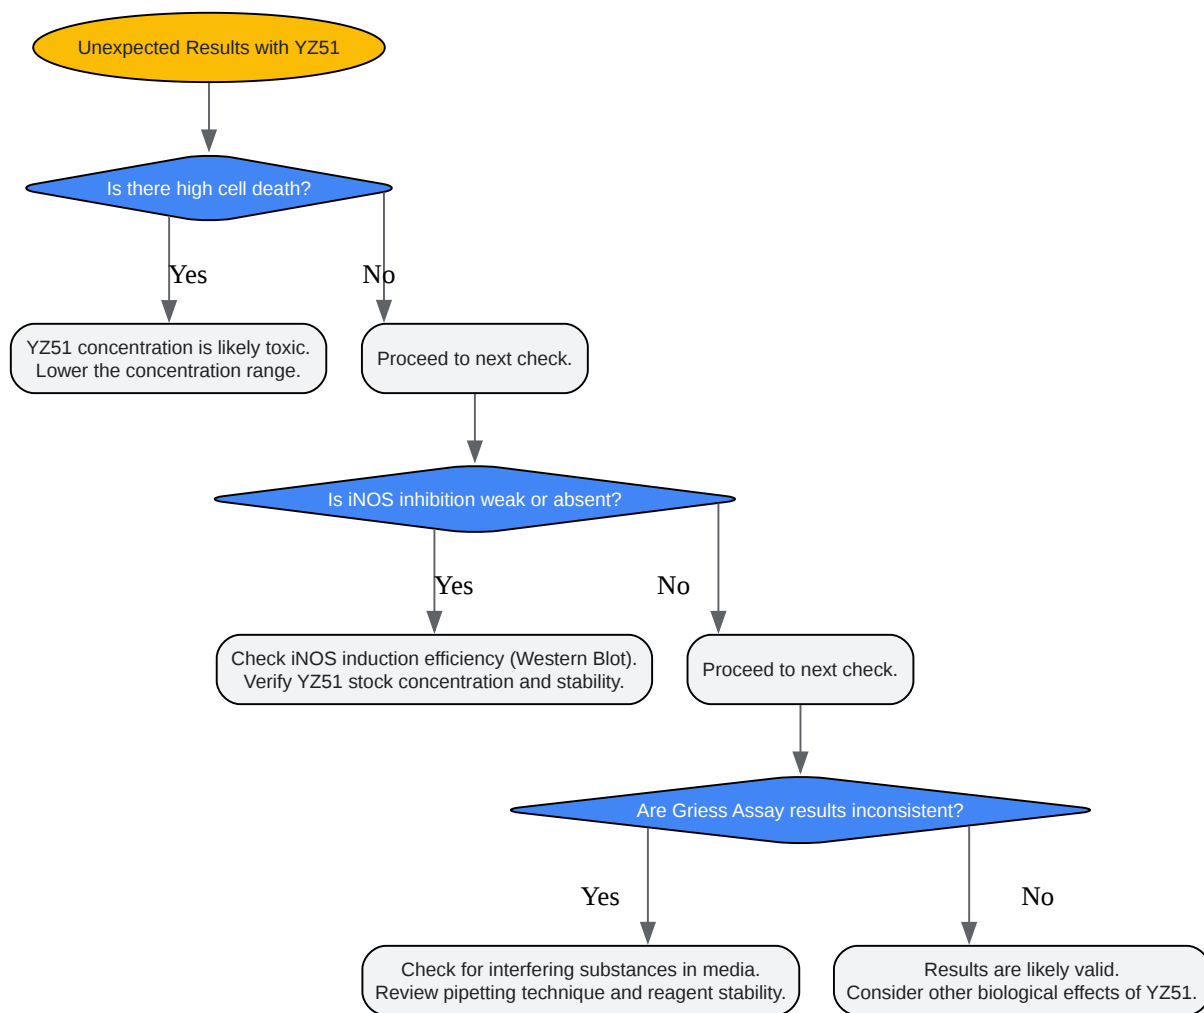 Unexpected Results with YZ51
Is there high cell death?
Yes
No
YZ51 concentration is likely toxic.
Lower the concentration range.
Proceed to next check.
Is iNOS inhibition weak or absent?
Yes
No
Check iNOS induction efficiency (Western Blot).
Verify YZ51 stock concentration and stability.
Proceed to next check.
Are Griess Assay results inconsistent?
Yes
No
Check for interfering substances in media.
Review pipetting technique and reagent stability.
Results are likely valid.
Consider other biological effects of YZ51.